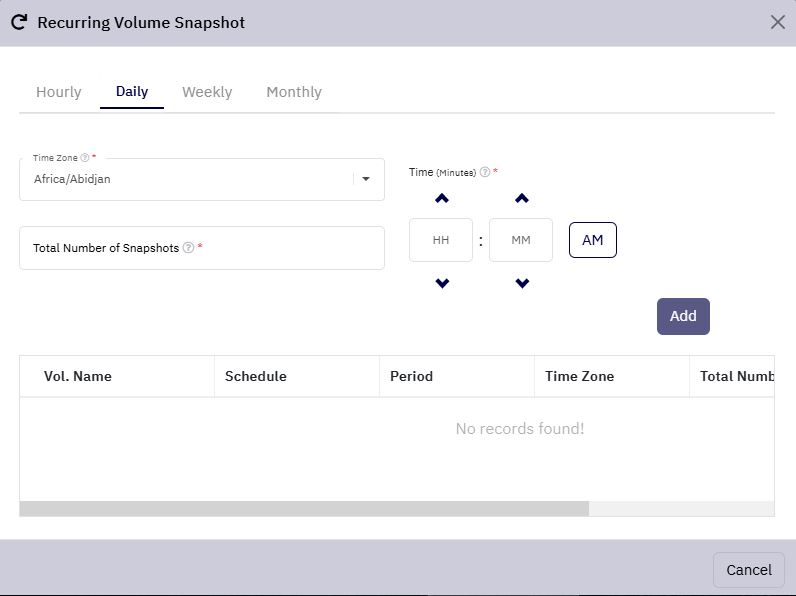 Recurring Volume Snapshot
Hourly Daily Weekly Monthly
Time Zone ? *
Africa/Abidjan
Time (Minutes) ? *
Total Number of Snapshots ? *
HH : MM AM
Add
Vol. Name Schedule Period Time Zone Total Numb
No records found!
Cancel